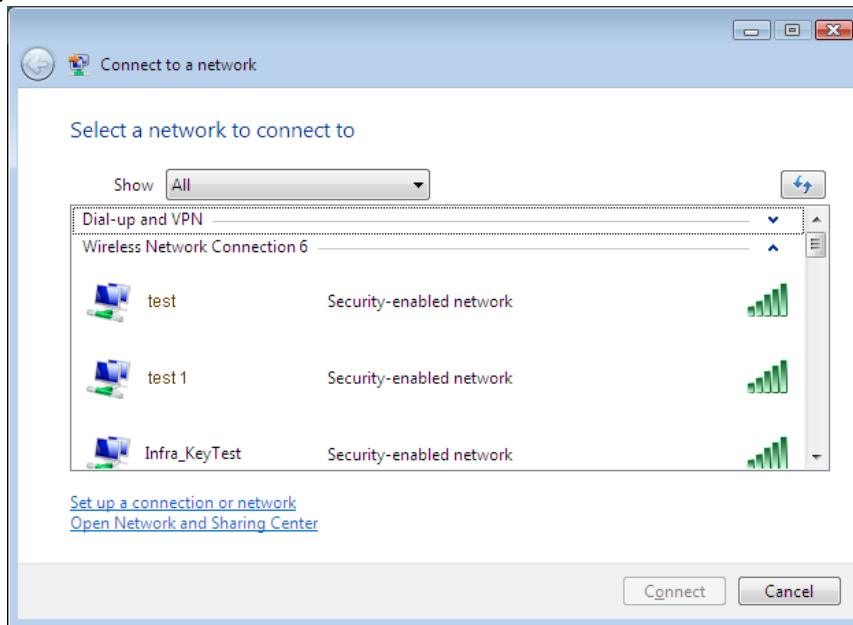 Connect to a network
Select a network to connect to
Show All
Dial-up and VPN
Wireless Network Connection 6
test Security-enabled network
test 1 Security-enabled network
Infra_KeyTest Security-enabled network
Set up a connection or network
Open Network and Sharing Center
Connect Cancel